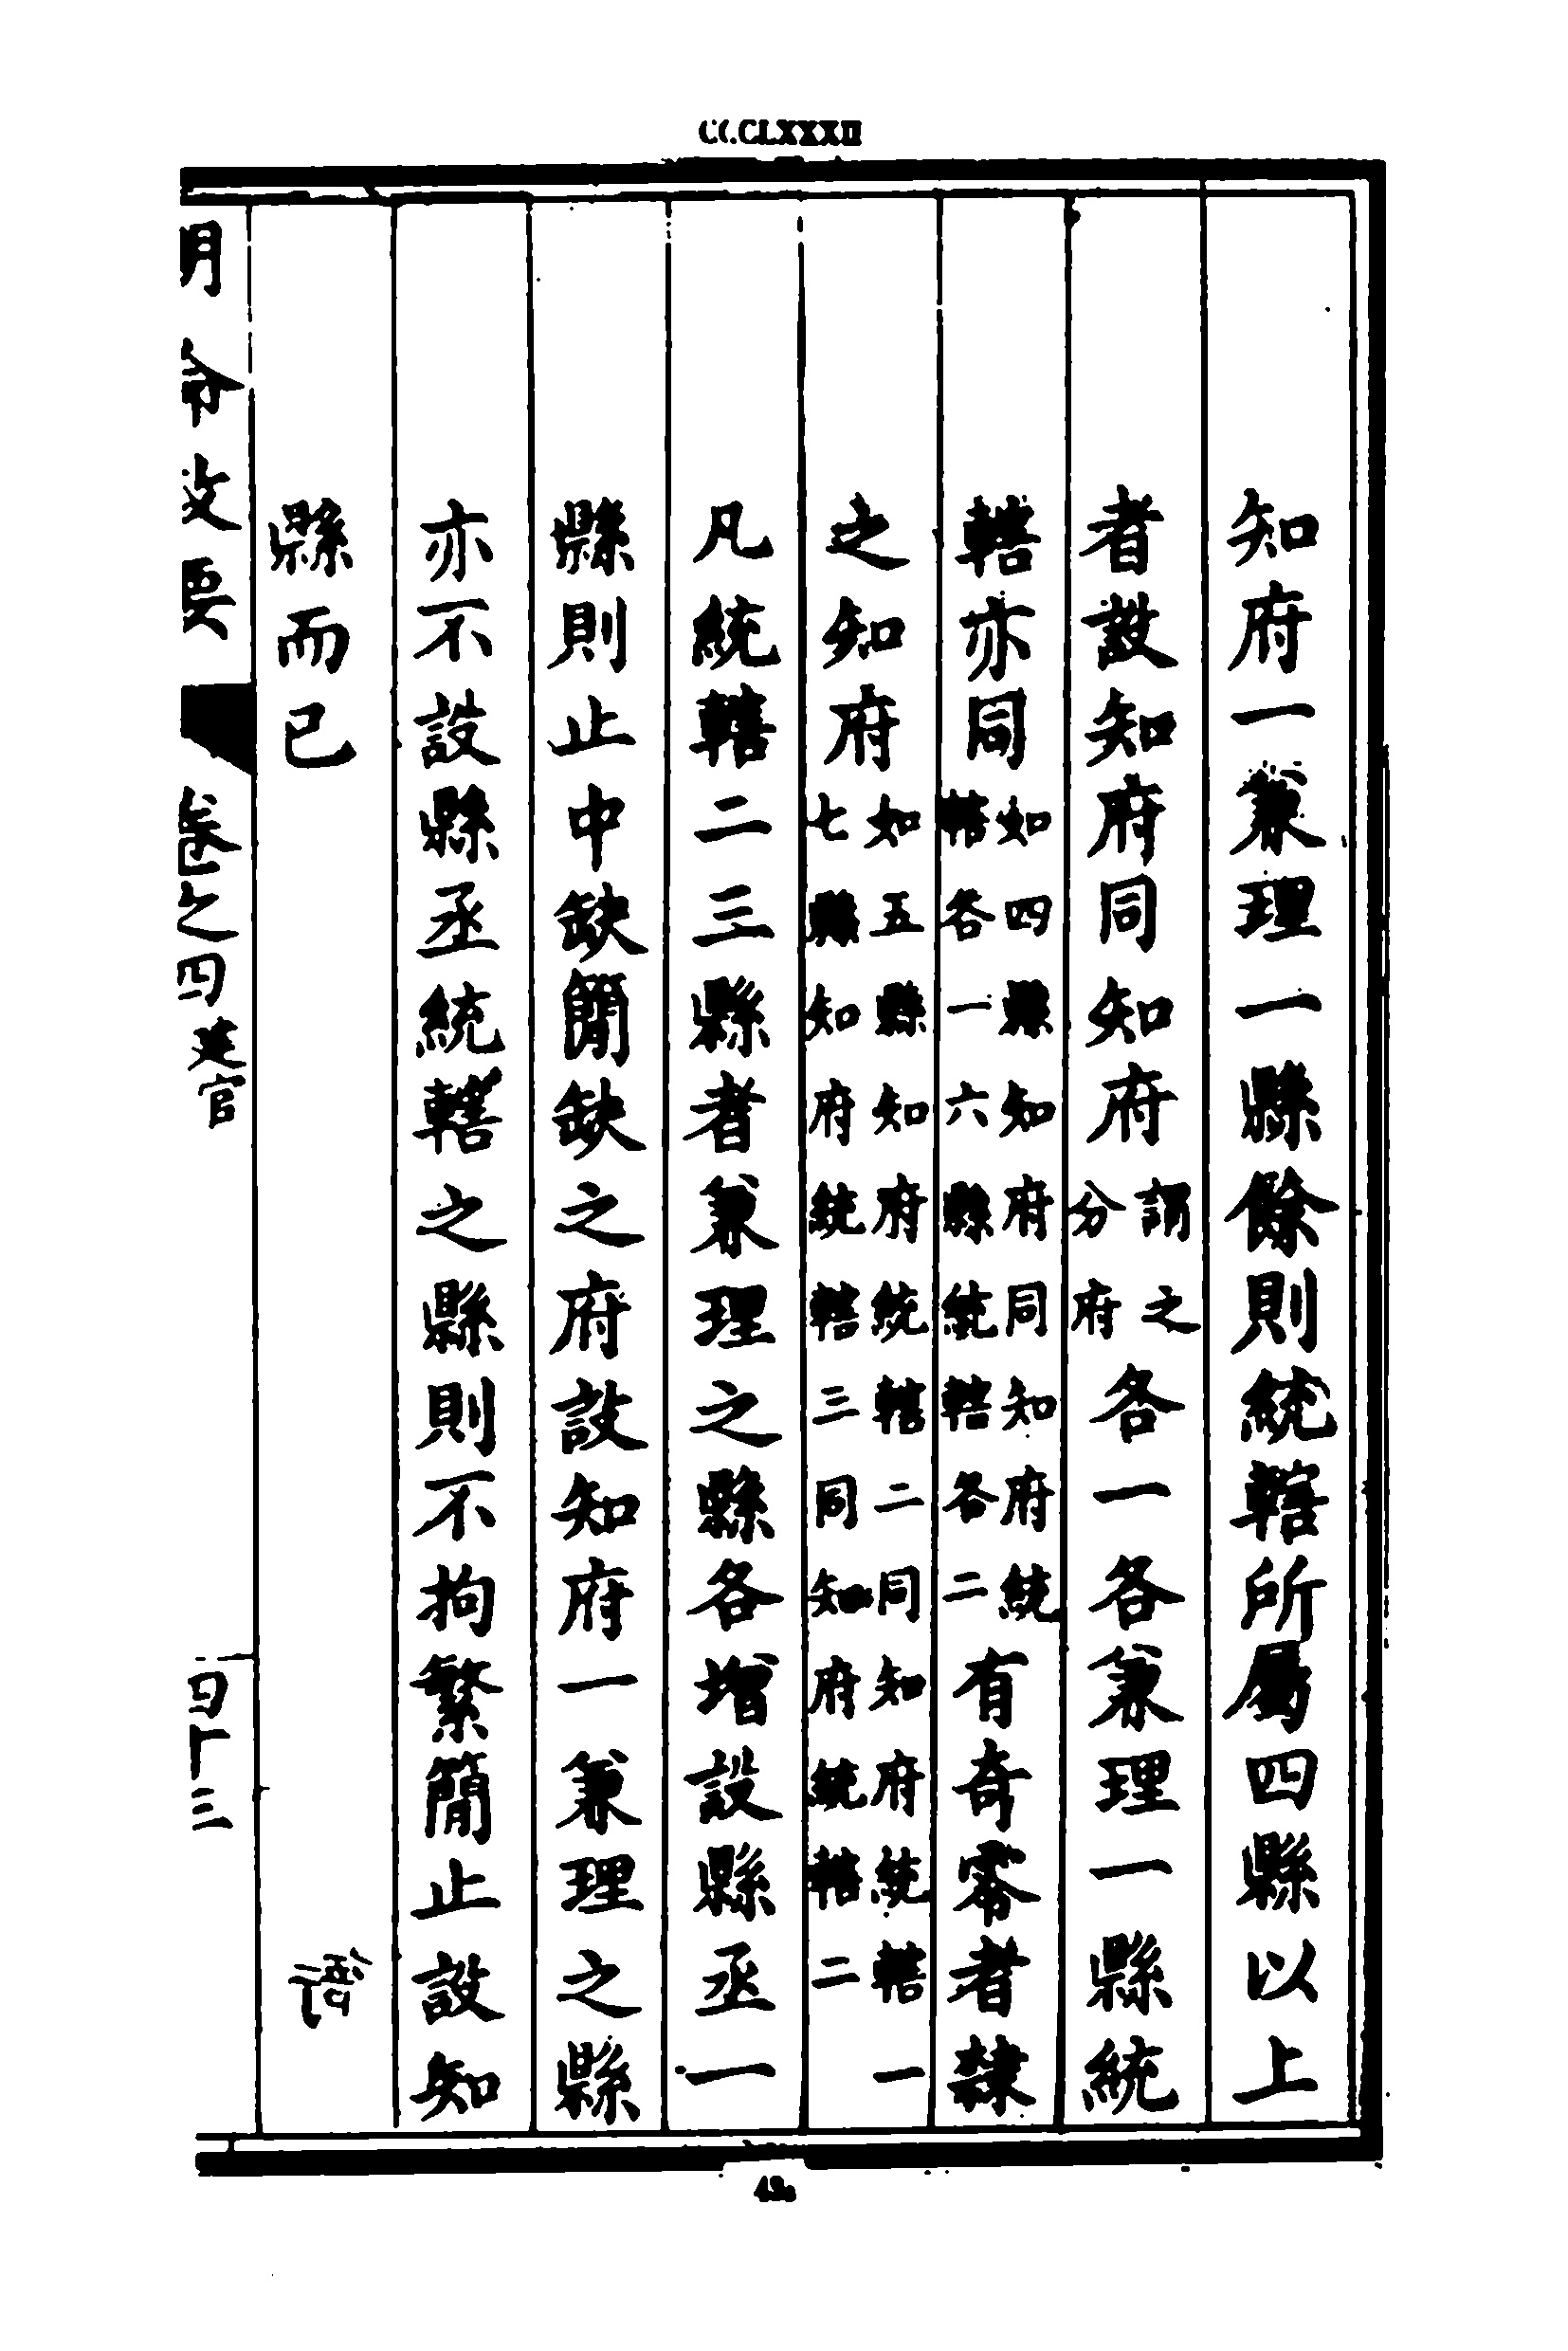 CCCLXXXII
知府一兼理一縣餘則統轄所屬四縣以上
者設知府同知府謂之分府各一各兼理一縣統
轄亦同如四縣知府同知府統轄各一六縣統轄各二有奇零者隸
之知府如五縣知府統轄二同知府統轄一七縣知府統轄三同知府統轄二
凡統轄二三縣者兼理之縣各增設縣丞一
縣則止中缺簡缺之府設知府一兼理之縣
亦不設縣丞統轄之縣則不拘繁簡止設知
縣而已
明命政要 卷之四 建官 四十三
43a